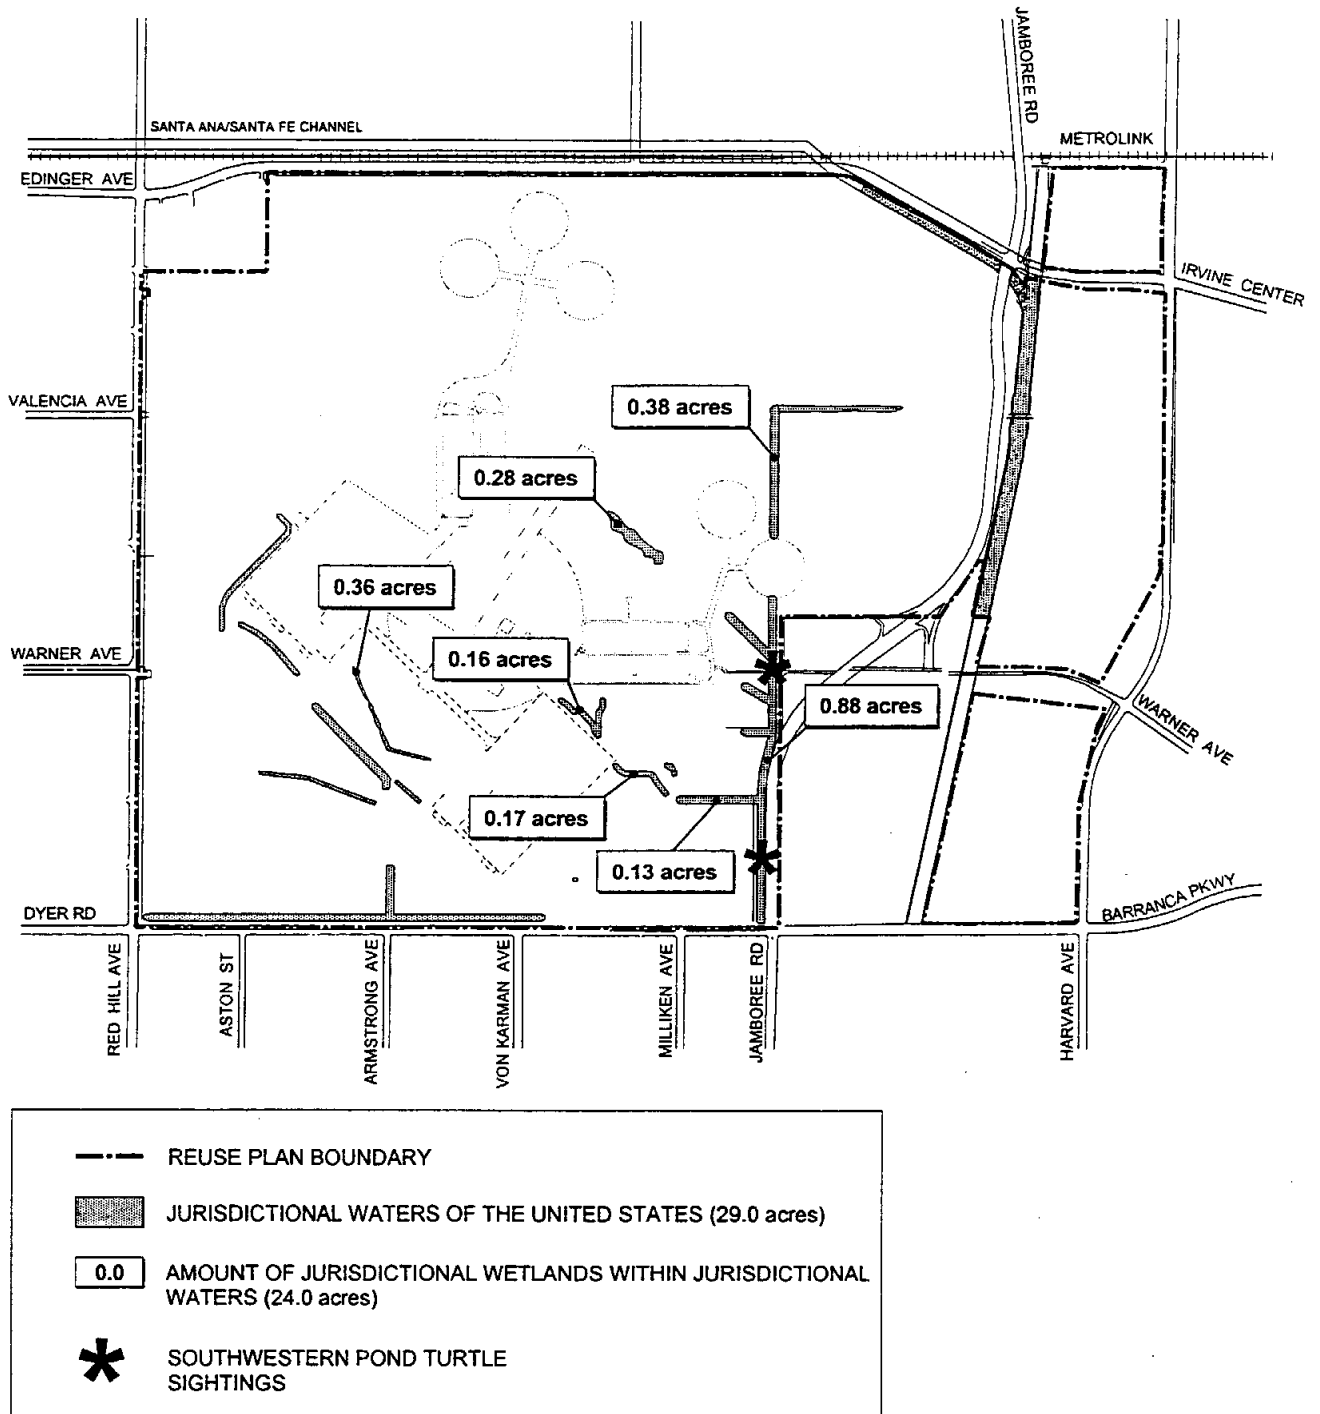 JAMBOREE RD
SANTA ANA/SANTA FE CHANNEL
METROLINK
EDINGER AVE
IRVINE CENTER
VALENCIA AVE
0.38 acres
0.28 acres
0.36 acres
WARNER AVE
0.16 acres
0.88 acres
WARNER AVE
0.17 acres
0.13 acres
DYER RD
BARRANCA PKWY
RED HILL AVE
ASTON ST
ARMSTRONG AVE
VON KARMAN AVE
MILLIKEN AVE
JAMBOREE RD
HARVARD AVE
REUSE PLAN BOUNDARY
JURISDICTIONAL WATERS OF THE UNITED STATES (29.0 acres)
0.0
AMOUNT OF JURISDICTIONAL WETLANDS WITHIN JURISDICTIONAL
WATERS (24.0 acres)
SOUTHWESTERN POND TURTLE
SIGHTINGS